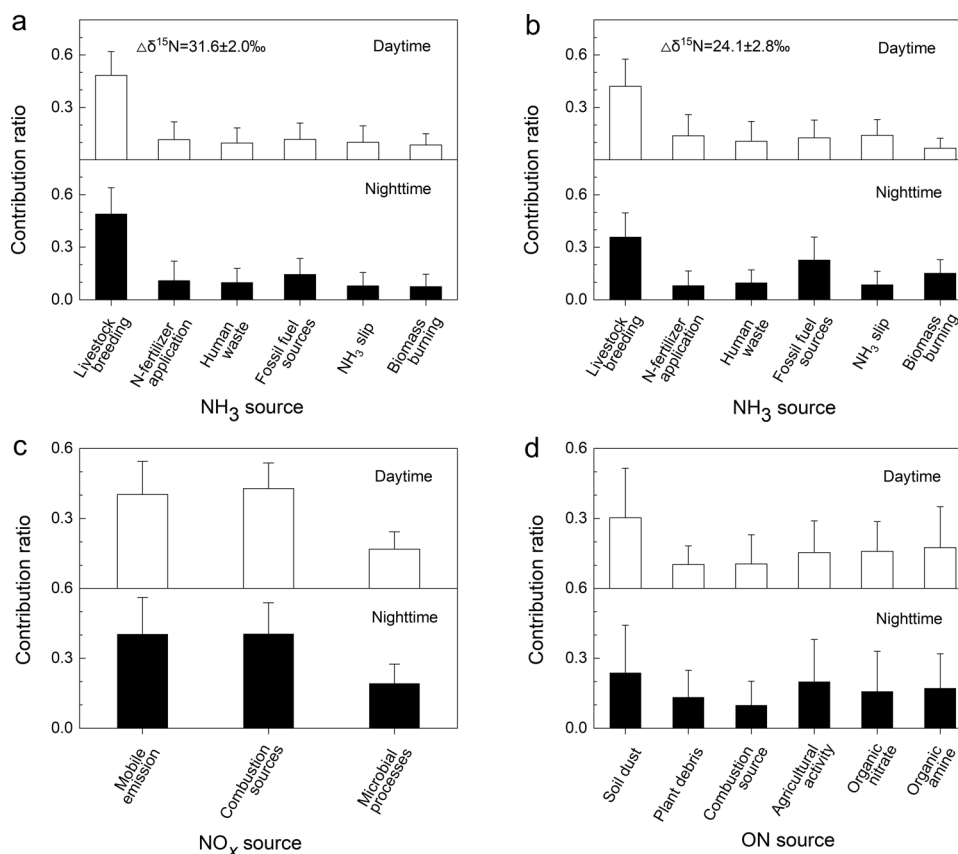 a
△δ¹⁵N=31.6±2.0‰
Daytime
0.6
0.3
Nighttime
0.6
0.3
0.0
Contribution ratio
Livestock
breeding
N-fertilizer
application
Human
waste
Fossil fuel
sources
NH₃ slip
Biomass
burning
NH₃ source
b
△δ¹⁵N=24.1±2.8‰
Daytime
0.6
0.3
Nighttime
0.6
0.3
0.0
Contribution ratio
Livestock
breeding
N-fertilizer
application
Human
waste
Fossil fuel
sources
NH₃ slip
Biomass
burning
NH₃ source
c
0.6
Daytime
0.3
0.6
Nighttime
0.3
0.0
Contribution ratio
Mobile
emission
Combustion
sources
Microbial
processes
NOₓ source
d
0.6
Daytime
0.3
0.6
Nighttime
0.3
0.0
Contribution ratio
Soil dust
Plant debris
Combustion
source
Agricultural
activity
Organic
nitrate
Organic
amine
ON source